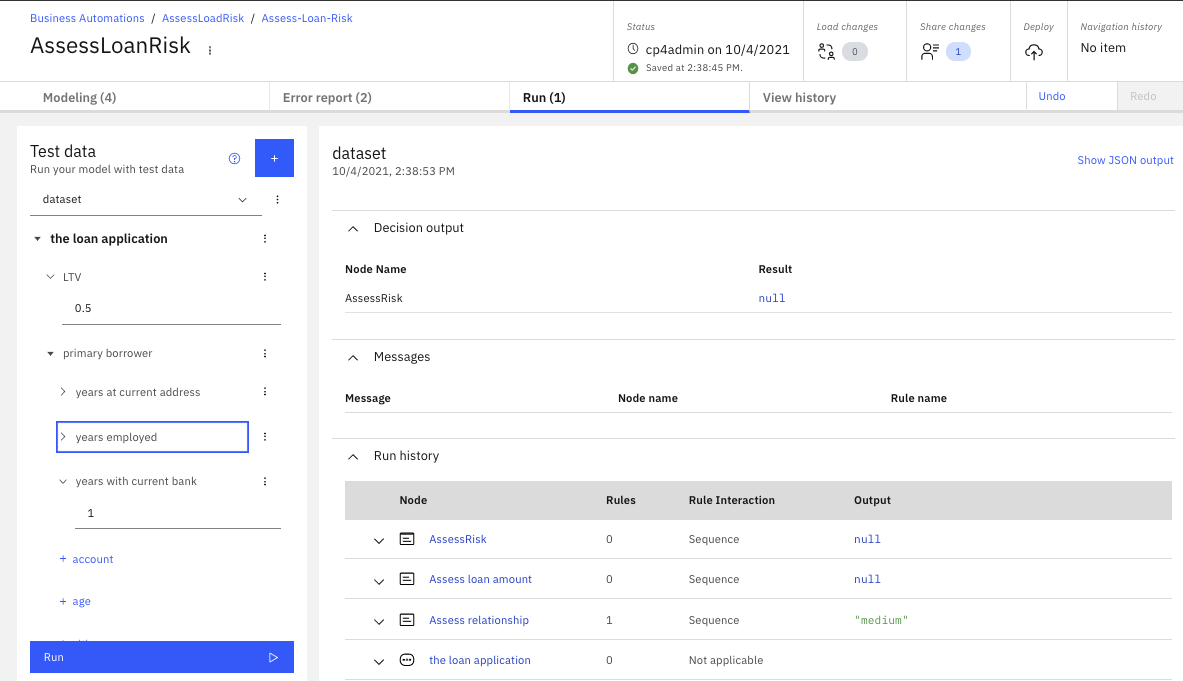 Business Automations / AssessLoadRisk / Assess-Loan-Risk
AssessLoanRisk
Status
cp4admin on 10/4/2021
Saved at 2:38:45 PM.
Load changes
0
Share changes
1
Deploy
Navigation history
No item
Modeling (4)
Error report (2)
Run (1)
View history
Undo
Redo
Test data
Run your model with test data
+
dataset
the loan application
LTV
0.5
primary borrower
years at current address
years employed
years with current bank
1
+ account
+ age
Run
dataset
10/4/2021, 2:38:53 PM
Show JSON output
Decision output
Node Name Result
AssessRisk null
Messages
Message Node name Rule name
Run history
Node Rules Rule Interaction Output
AssessRisk 0 Sequence null
Assess loan amount 0 Sequence null
Assess relationship 1 Sequence "medium"
the loan application 0 Not applicable